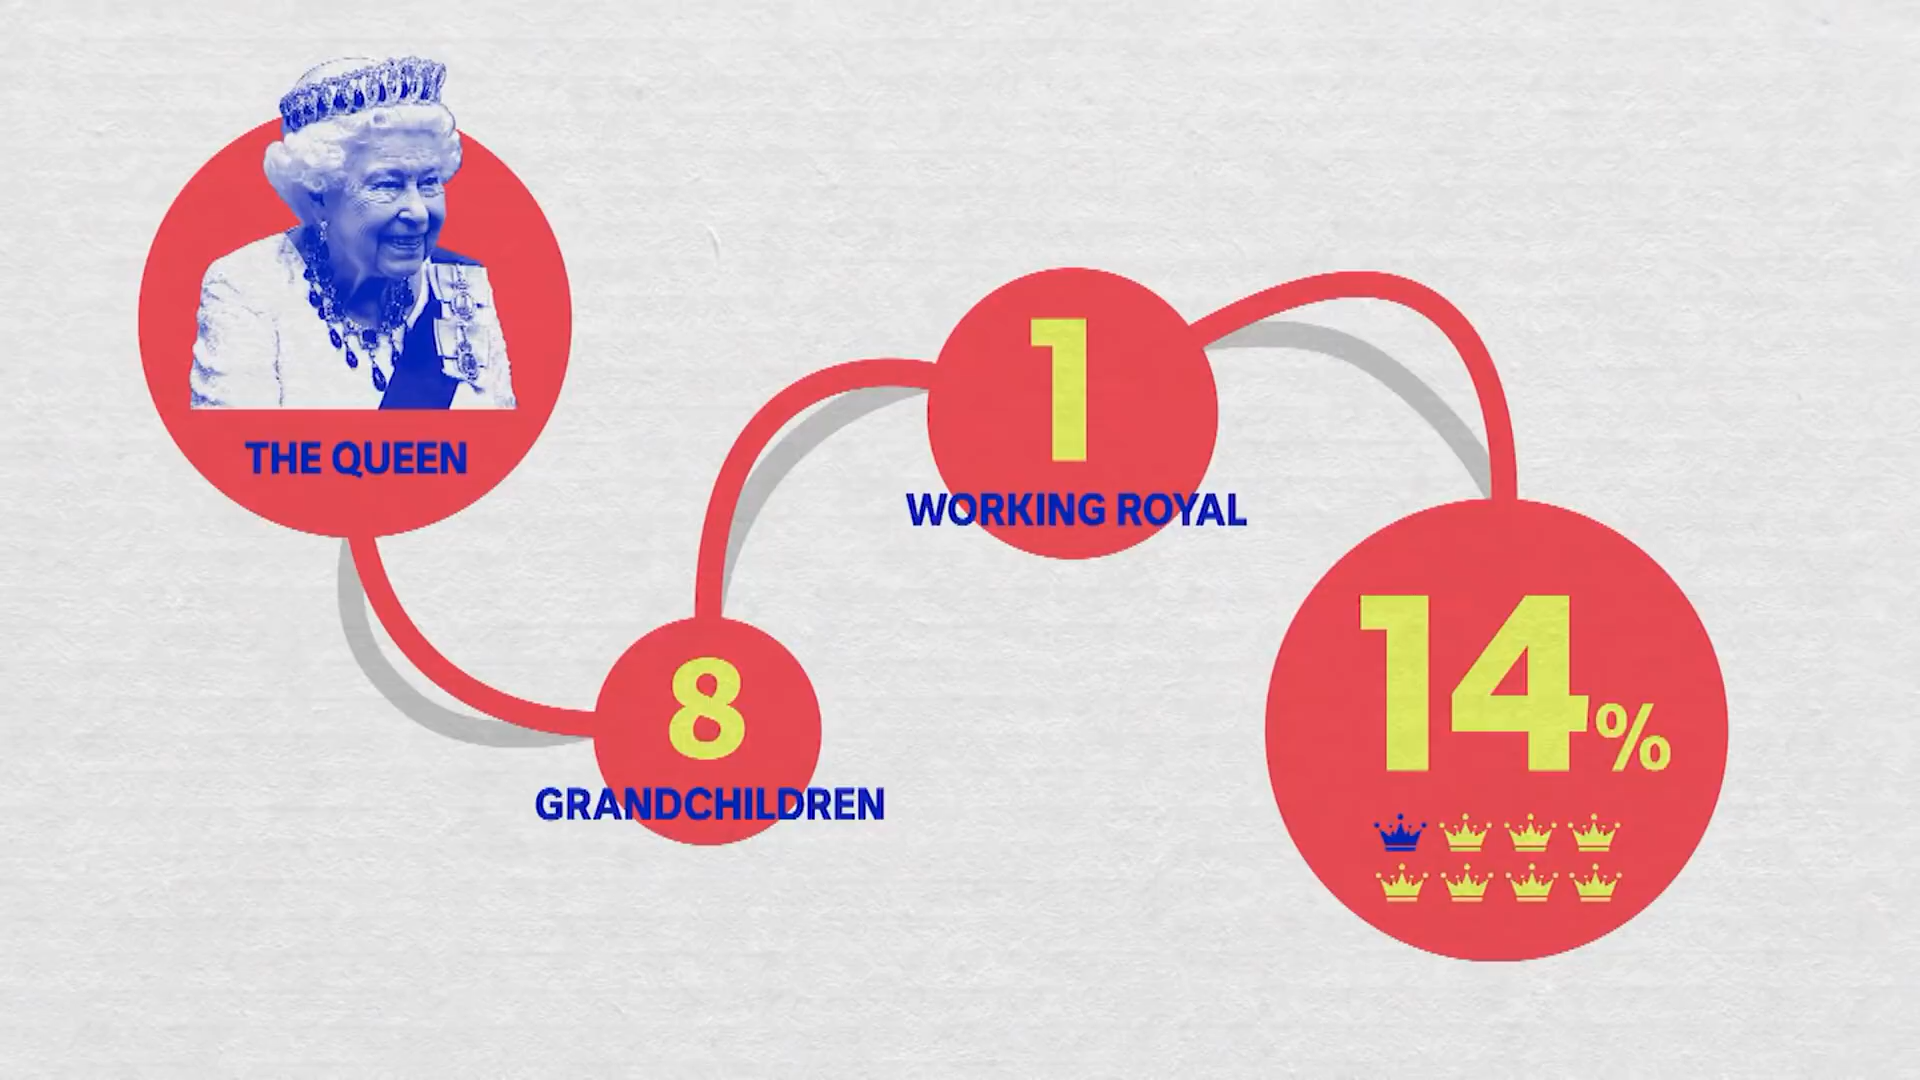 THE QUEEN
8
GRANDCHILDREN
1
WORKING ROYAL
14%